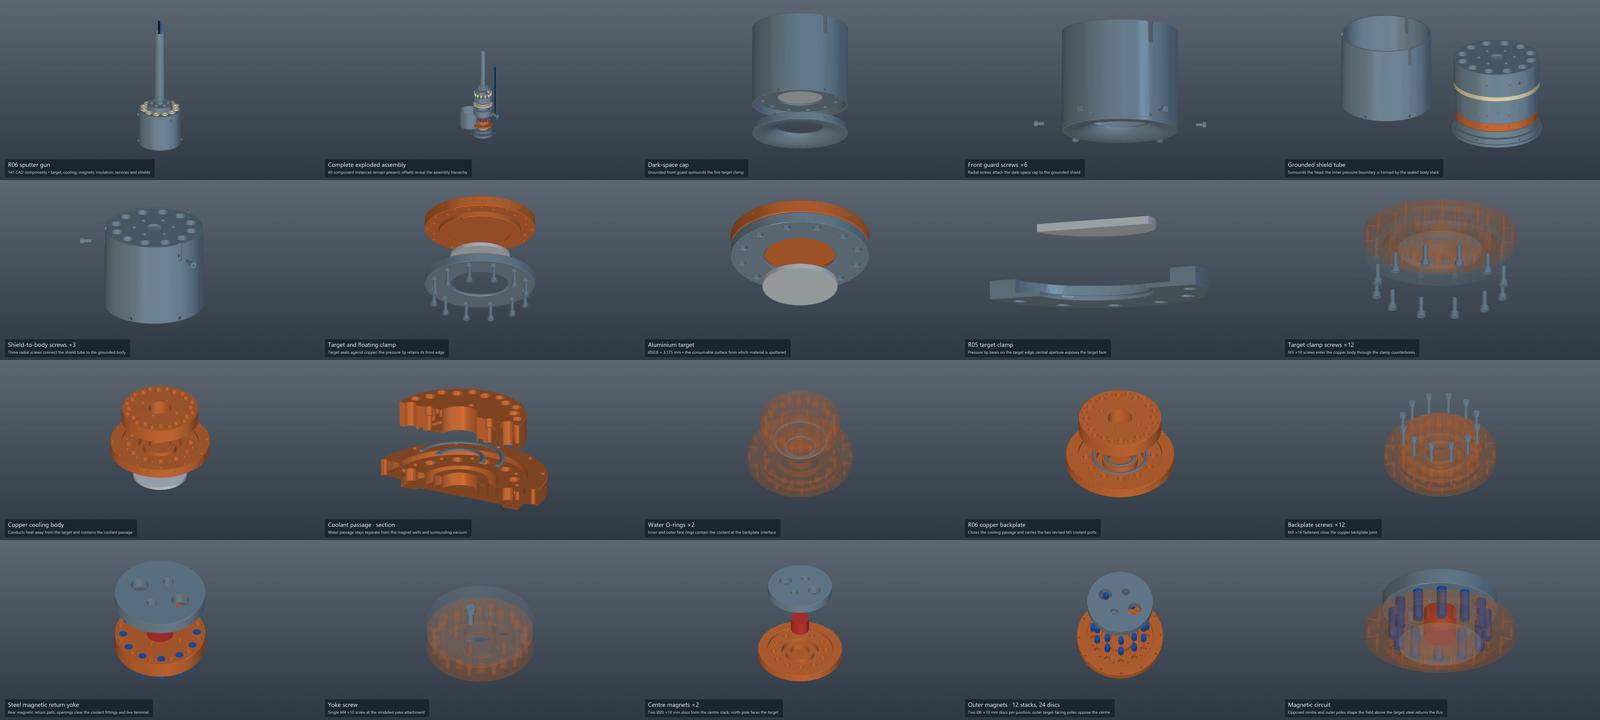 R06 sputter gun
141 CAD components • target, cooling, magnets, insulation, services and shields
Complete exploded assembly
All component instances remain present; offsets reveal the assembly hierarchy
Dark-space cap
Grounded front guard surrounds the live target clamp
Front guard screws ×6
Radial screws attach the dark-space cap to the grounded shield
Grounded shield tube
Surrounds the head; the inner pressure boundary is formed by the sealed body stack
Shield-to-body screws ×3
Three radial screws connect the shield tube to the grounded body
Target and floating clamp
Target seats against copper; the pressure lip retains its front edge
Aluminium target
Ø50.8 × 3.175 mm • the consumable surface from which material is sputtered
R05 target clamp
Pressure lip bears on the target edge; central aperture exposes the target face
Target clamp screws ×12
M3 ×10 screws enter the copper body through the clamp counterbores
Copper cooling body
Conducts heat away from the target and contains the coolant passage
Coolant passage · section
Water passage stays separate from the magnet wells and surrounding vacuum
Water O-rings ×2
Inner and outer face rings contain the coolant at the backplate interface
R06 copper backplate
Closes the cooling passage and carries the two revised M5 coolant ports
Backplate screws ×12
M3 ×16 fasteners close the copper backplate joint
Steel magnetic return yoke
Rear magnetic return path; openings clear the coolant fittings and live terminal
Yoke screw
Single M4 ×10 screw at the modeled yoke attachment
Centre magnets ×2
Two Ø20 ×10 mm discs form the centre stack; north pole faces the target
Outer magnets · 12 stacks, 24 discs
Two Ø6 ×10 mm discs per position; outer target-facing poles oppose the centre
Magnetic circuit
Opposed centre and outer poles shape the field above the target; steel returns the flux